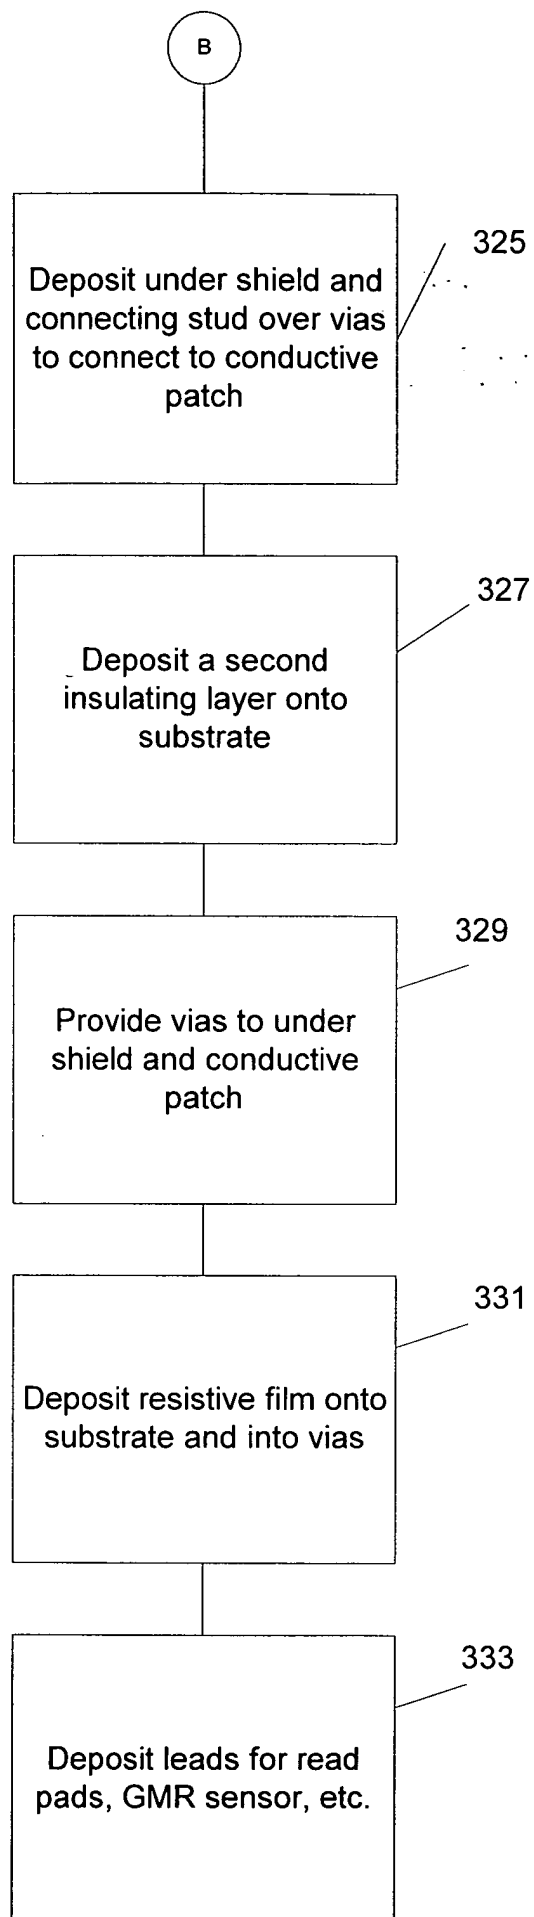 B
325
Deposit under shield and
connecting stud over vias
to connect to conductive
patch
327
Deposit a second
insulating layer onto
substrate
329
Provide vias to under
shield and conductive
patch
331
Deposit resistive film onto
substrate and into vias
333
Deposit leads for read
pads, GMR sensor, etc.